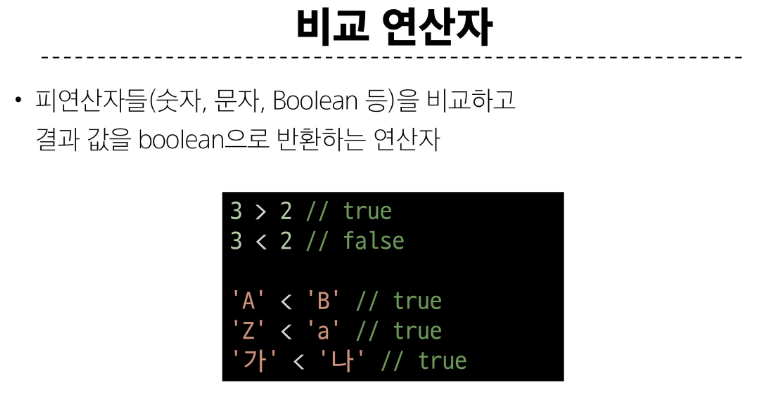 비교 연산자
• 피연산자들(숫자, 문자, Boolean 등)을 비교하고
결과 값을 boolean으로 반환하는 연산자
3 > 2 // true
3 < 2 // false
'A' < 'B' // true
'Z' < 'a' // true
'가' < '나' // true